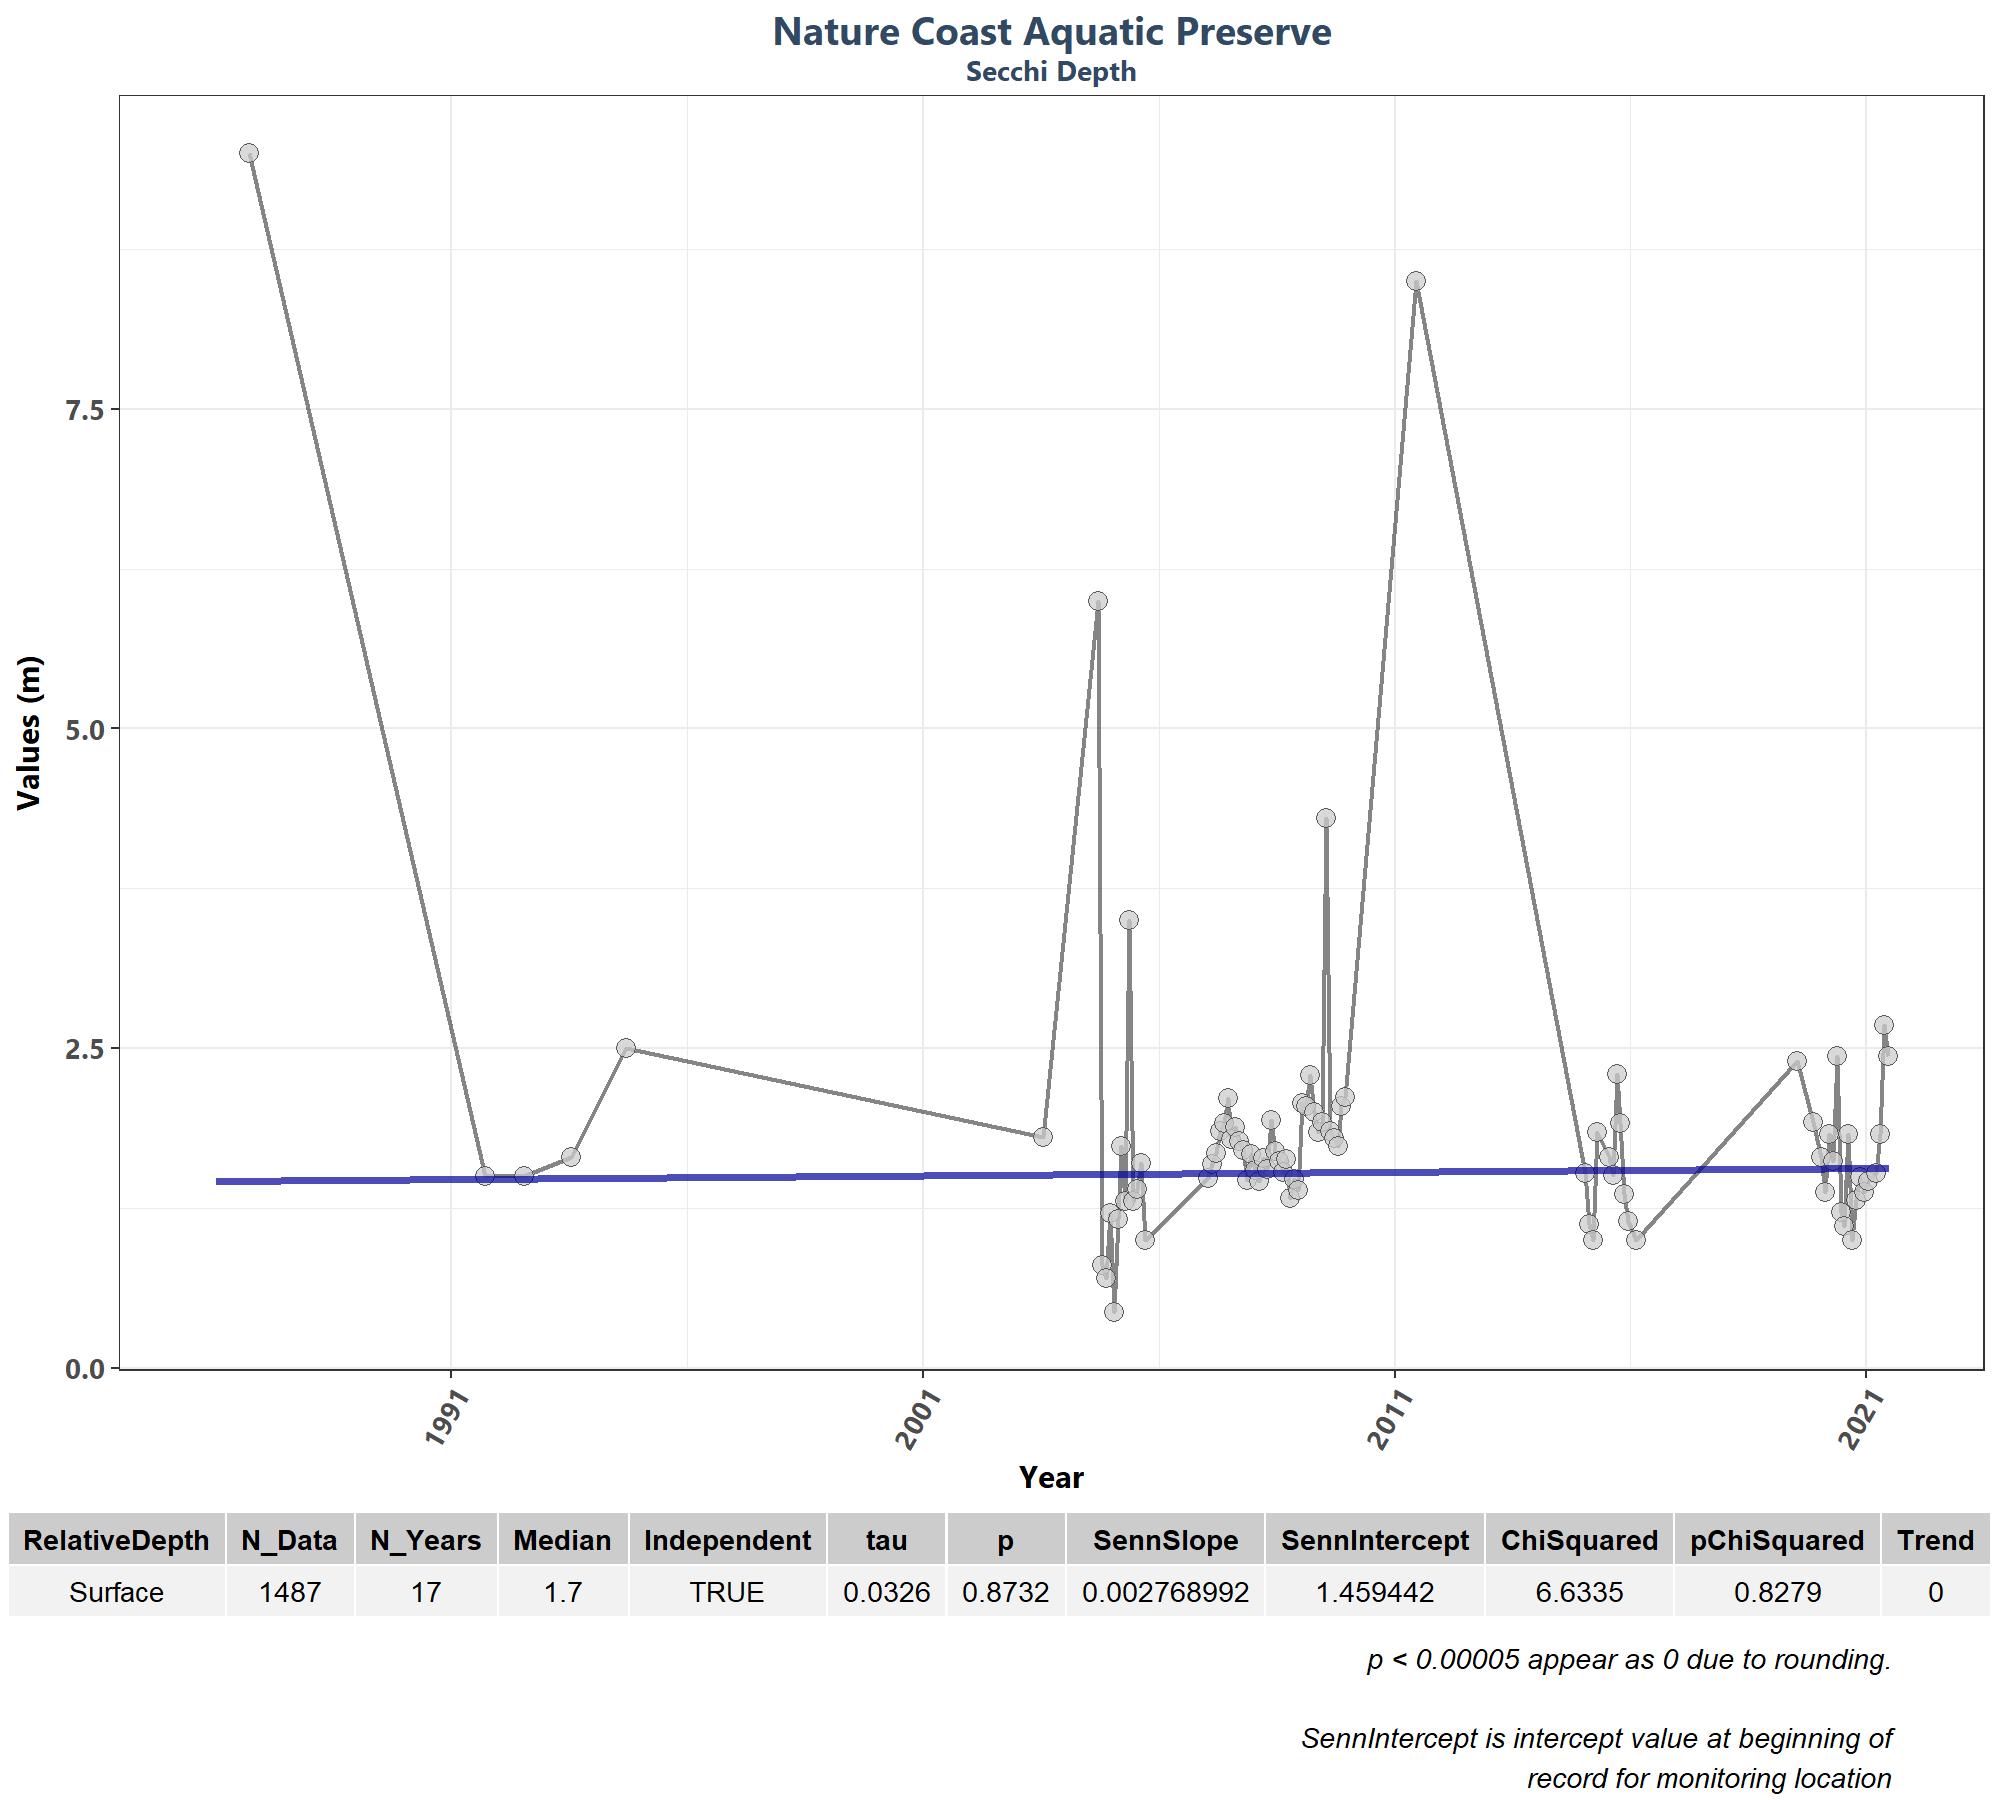 Nature Coast Aquatic Preserve
Secchi Depth
Values (m)
7.5
5.0
2.5
0.0
1991
2001
2011
2021
Year
RelativeDepth N_Data N_Years Median Independent tau p SennSlope SennIntercept ChiSquared pChiSquared Trend
Surface 1487 17 1.7 TRUE 0.0326 0.8732 0.002768992 1.459442 6.6335 0.8279 0
p < 0.00005 appear as 0 due to rounding.
SennIntercept is intercept value at beginning of
record for monitoring location